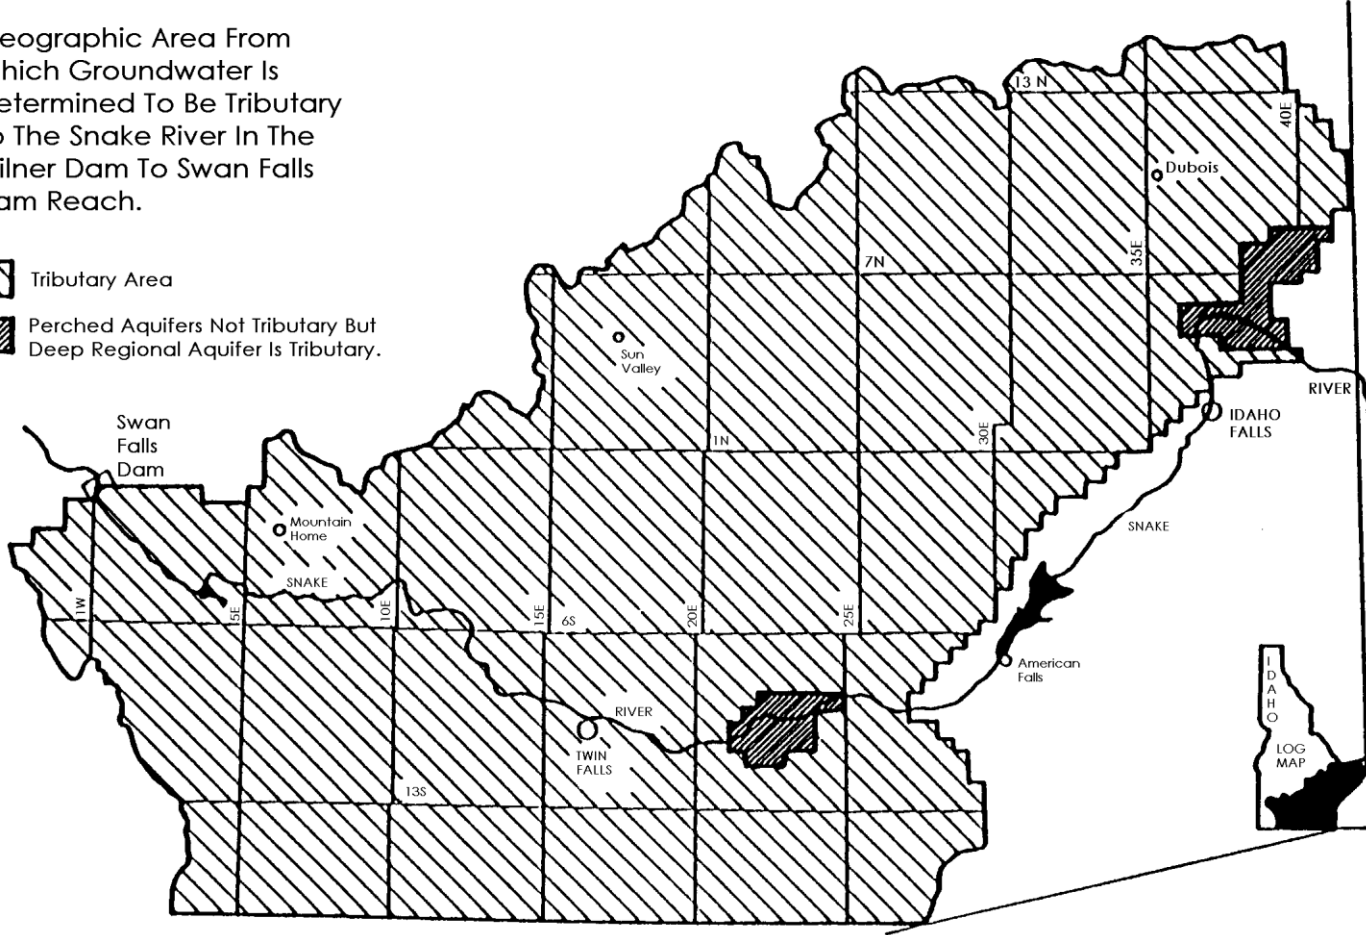 eographic Area From
hich Groundwater Is
etermined To Be Tributary
o The Snake River In The
ilner Dam To Swan Falls
am Reach.
Tributary Area
Perched Aquifers Not Tributary But
Deep Regional Aquifer Is Tributary.
13 N
40E
Dubois
35E
7N
Sun
Valley
RIVER
IDAHO
FALLS
Swan
Falls
Dam
1N
30E
Mountain
Home
SNAKE
SNAKE
11W
5E
10E
15E
6S
20E
25E
American
Falls
RIVER
TWIN
FALLS
13S
IDAHO
LOG
MAP